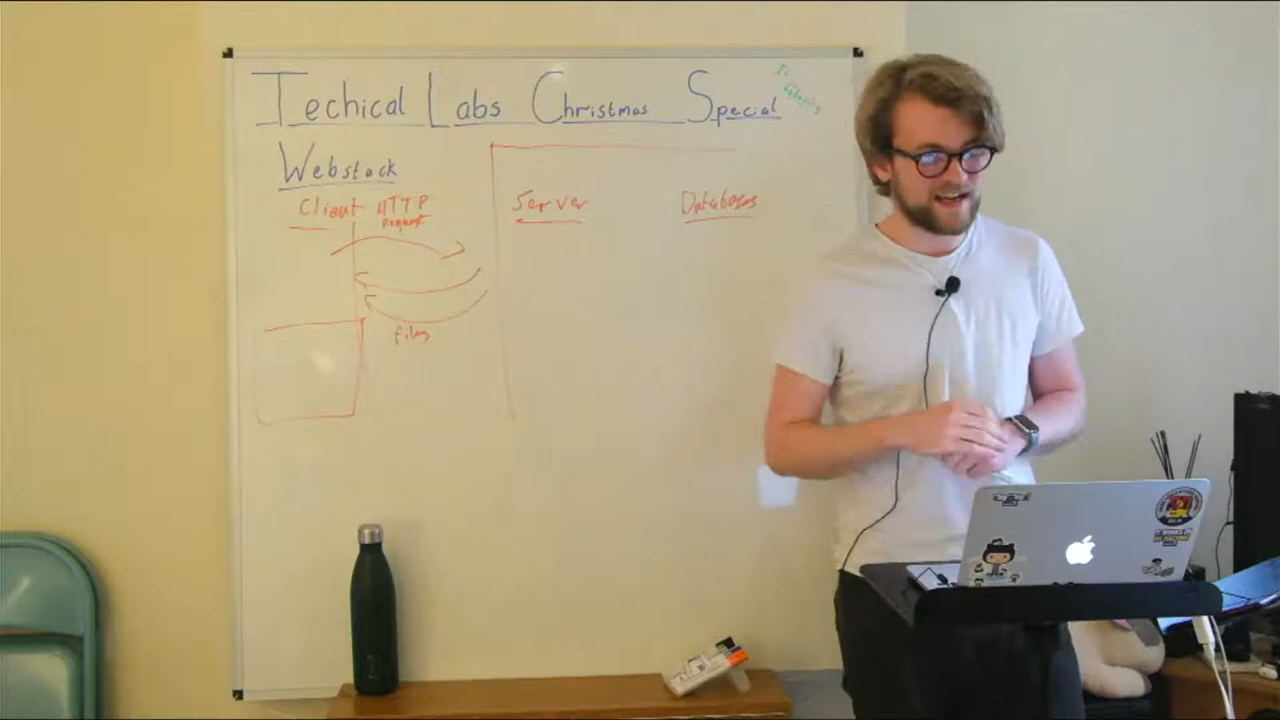 Techical Labs Christmas Special
Webstack
Client HTTP Request
Server
Databases
files